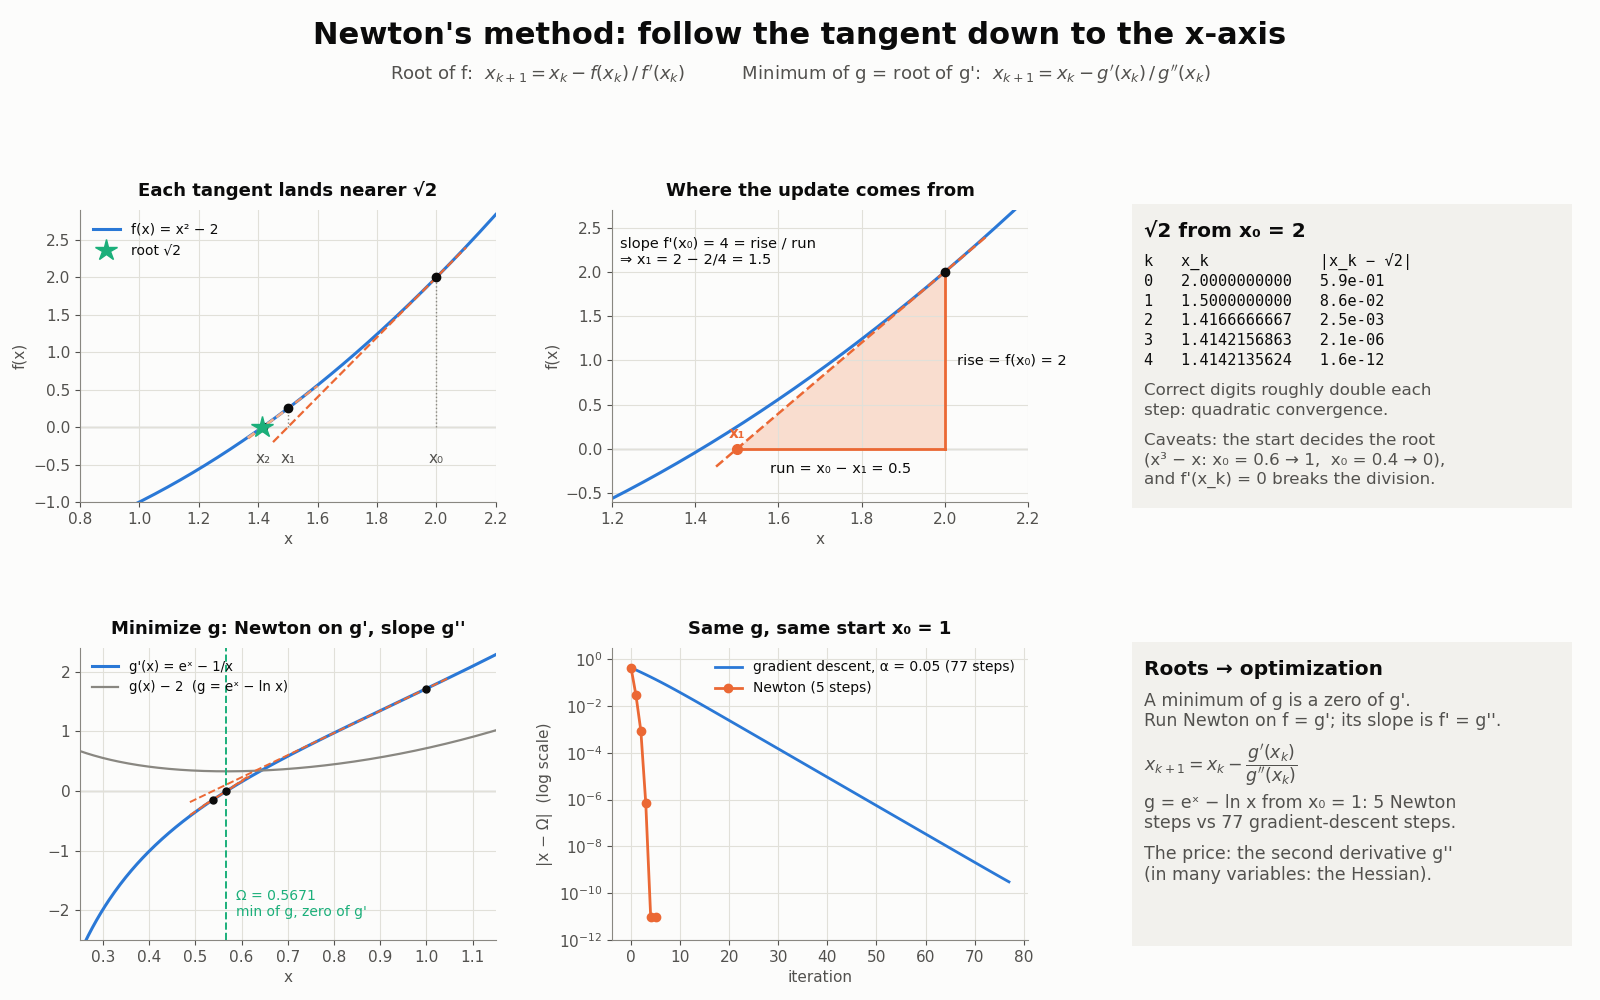 Newton's method: follow the tangent down to the x-axis
Root of f: x_{k+1} = x_k − f(x_k) / f′(x_k)    Minimum of g = root of g': x_{k+1} = x_k − g′(x_k) / g″(x_k)
Each tangent lands nearer √2
f(x) = x² − 2
root √2
f(x)
2.5
2.0
1.5
1.0
0.5
0.0
−0.5
−1.0
x₂ x₁ x₀
0.8 1.0 1.2 1.4 1.6 1.8 2.0 2.2
x
Where the update comes from
slope f'(x₀) = 4 = rise / run
⇒ x₁ = 2 − 2/4 = 1.5
f(x)
2.5
2.0
1.5
1.0
0.5
0.0
−0.5
rise = f(x₀) = 2
x₁
run = x₀ − x₁ = 0.5
1.2 1.4 1.6 1.8 2.0 2.2
x
√2 from x₀ = 2
k x_k |x_k − √2|
0 2.0000000000 5.9e-01
1 1.5000000000 8.6e-02
2 1.4166666667 2.5e-03
3 1.4142156863 2.1e-06
4 1.4142135624 1.6e-12
Correct digits roughly double each
step: quadratic convergence.
Caveats: the start decides the root
(x³ − x: x₀ = 0.6 → 1, x₀ = 0.4 → 0),
and f'(x_k) = 0 breaks the division.
Minimize g: Newton on g', slope g''
g'(x) = eˣ − 1/x
g(x) − 2 (g = eˣ − ln x)
2
1
0
−1
−2
Ω = 0.5671
min of g, zero of g'
0.3 0.4 0.5 0.6 0.7 0.8 0.9 1.0 1.1
x
Same g, same start x₀ = 1
gradient descent, α = 0.05 (77 steps)
Newton (5 steps)
|x − Ω| (log scale)
10⁰
10⁻²
10⁻⁴
10⁻⁶
10⁻⁸
10⁻¹⁰
10⁻¹²
0 10 20 30 40 50 60 70 80
iteration
Roots → optimization
A minimum of g is a zero of g'.
Run Newton on f = g'; its slope is f' = g''.
x_{k+1} = x_k − g′(x_k) / g″(x_k)
g = eˣ − ln x from x₀ = 1: 5 Newton
steps vs 77 gradient-descent steps.
The price: the second derivative g''
(in many variables: the Hessian).